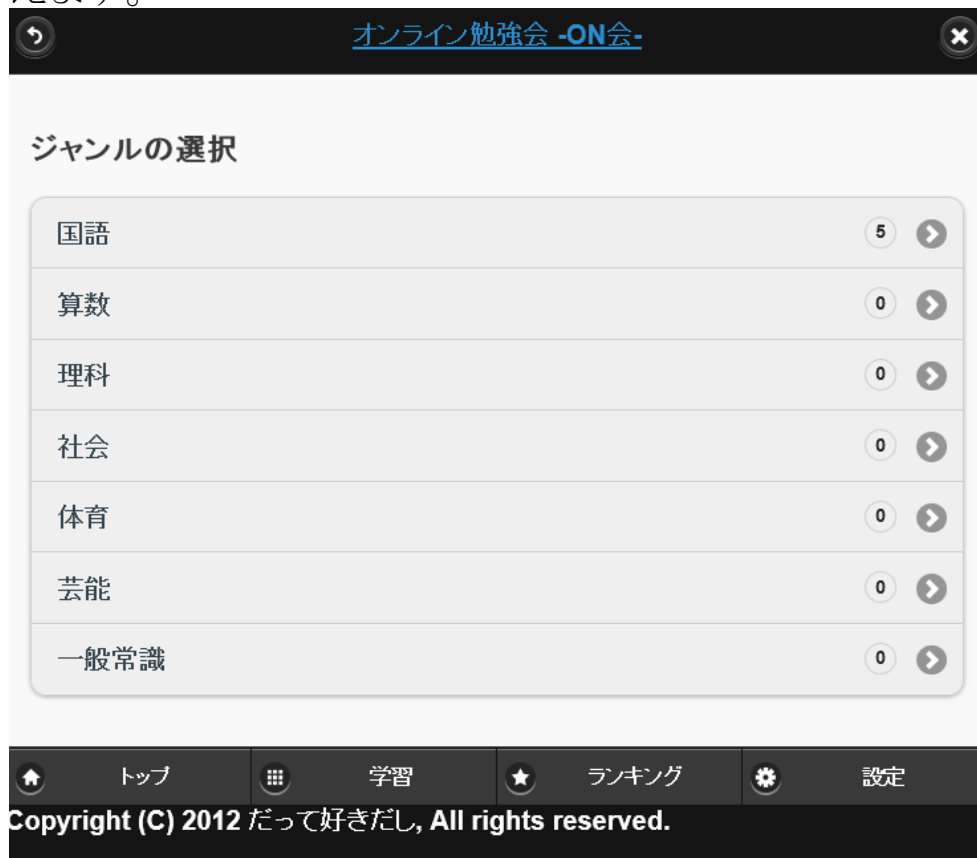 えます。
オンライン勉強会 -ON会-
ジャンルの選択
国語 5
算数 0
理科 0
社会 0
体育 0
芸能 0
一般常識 0
トップ 学習 ランキング 設定
Copyright (C) 2012 だって好きだし, All rights reserved.